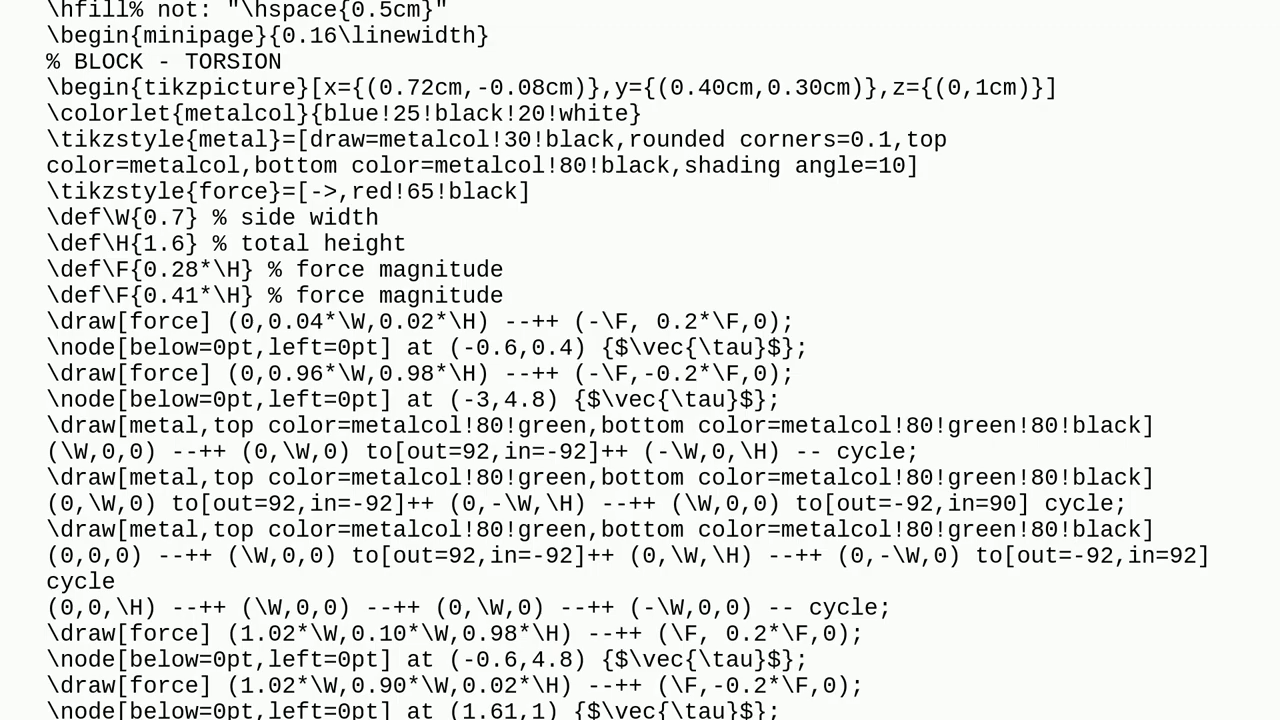 \hfill% not: "\hspace{0.5cm}"
\begin{minipage}{0.16\linewidth}
% BLOCK - TORSION
\begin{tikzpicture}[x={(0.72cm,-0.08cm)},y={(0.40cm,0.30cm)},z={(0,1cm)}]
\colorlet{metalcol}{blue!25!black!20!white}
\tikzstyle{metal}=[draw=metalcol!30!black,rounded corners=0.1,top
color=metalcol,bottom color=metalcol!80!black,shading angle=10]
\tikzstyle{force}=[->,red!65!black]
\def\W{0.7} % side width
\def\H{1.6} % total height
\def\F{0.28*\H} % force magnitude
\def\F{0.41*\H} % force magnitude
\draw[force] (0,0.04*\W,0.02*\H) --++ (-\F, 0.2*\F,0);
\node[below=0pt,left=0pt] at (-0.6,0.4) {$\vec{\tau}$};
\draw[force] (0,0.96*\W,0.98*\H) --++ (-\F,-0.2*\F,0);
\node[below=0pt,left=0pt] at (-3,4.8) {$\vec{\tau}$};
\draw[metal,top color=metalcol!80!green,bottom color=metalcol!80!green!80!black]
(\W,0,0) --++ (0,\W,0) to[out=92,in=-92]++ (-\W,0,\H) -- cycle;
\draw[metal,top color=metalcol!80!green,bottom color=metalcol!80!green!80!black]
(0,\W,0) to[out=92,in=-92]++ (0,-\W,\H) --++ (\W,0,0) to[out=-92,in=90] cycle;
\draw[metal,top color=metalcol!80!green,bottom color=metalcol!80!green!80!black]
(0,0,0) --++ (\W,0,0) to[out=92,in=-92]++ (0,\W,\H) --++ (0,-\W,0) to[out=-92,in=92]
cycle
(0,0,\H) --++ (\W,0,0) --++ (0,\W,0) --++ (-\W,0,0) -- cycle;
\draw[force] (1.02*\W,0.10*\W,0.98*\H) --++ (\F, 0.2*\F,0);
\node[below=0pt,left=0pt] at (-0.6,4.8) {$\vec{\tau}$};
\draw[force] (1.02*\W,0.90*\W,0.02*\H) --++ (\F,-0.2*\F,0);
\node[below=0pt,left=0pt] at (1.61,1) {$\vec{\tau}$};